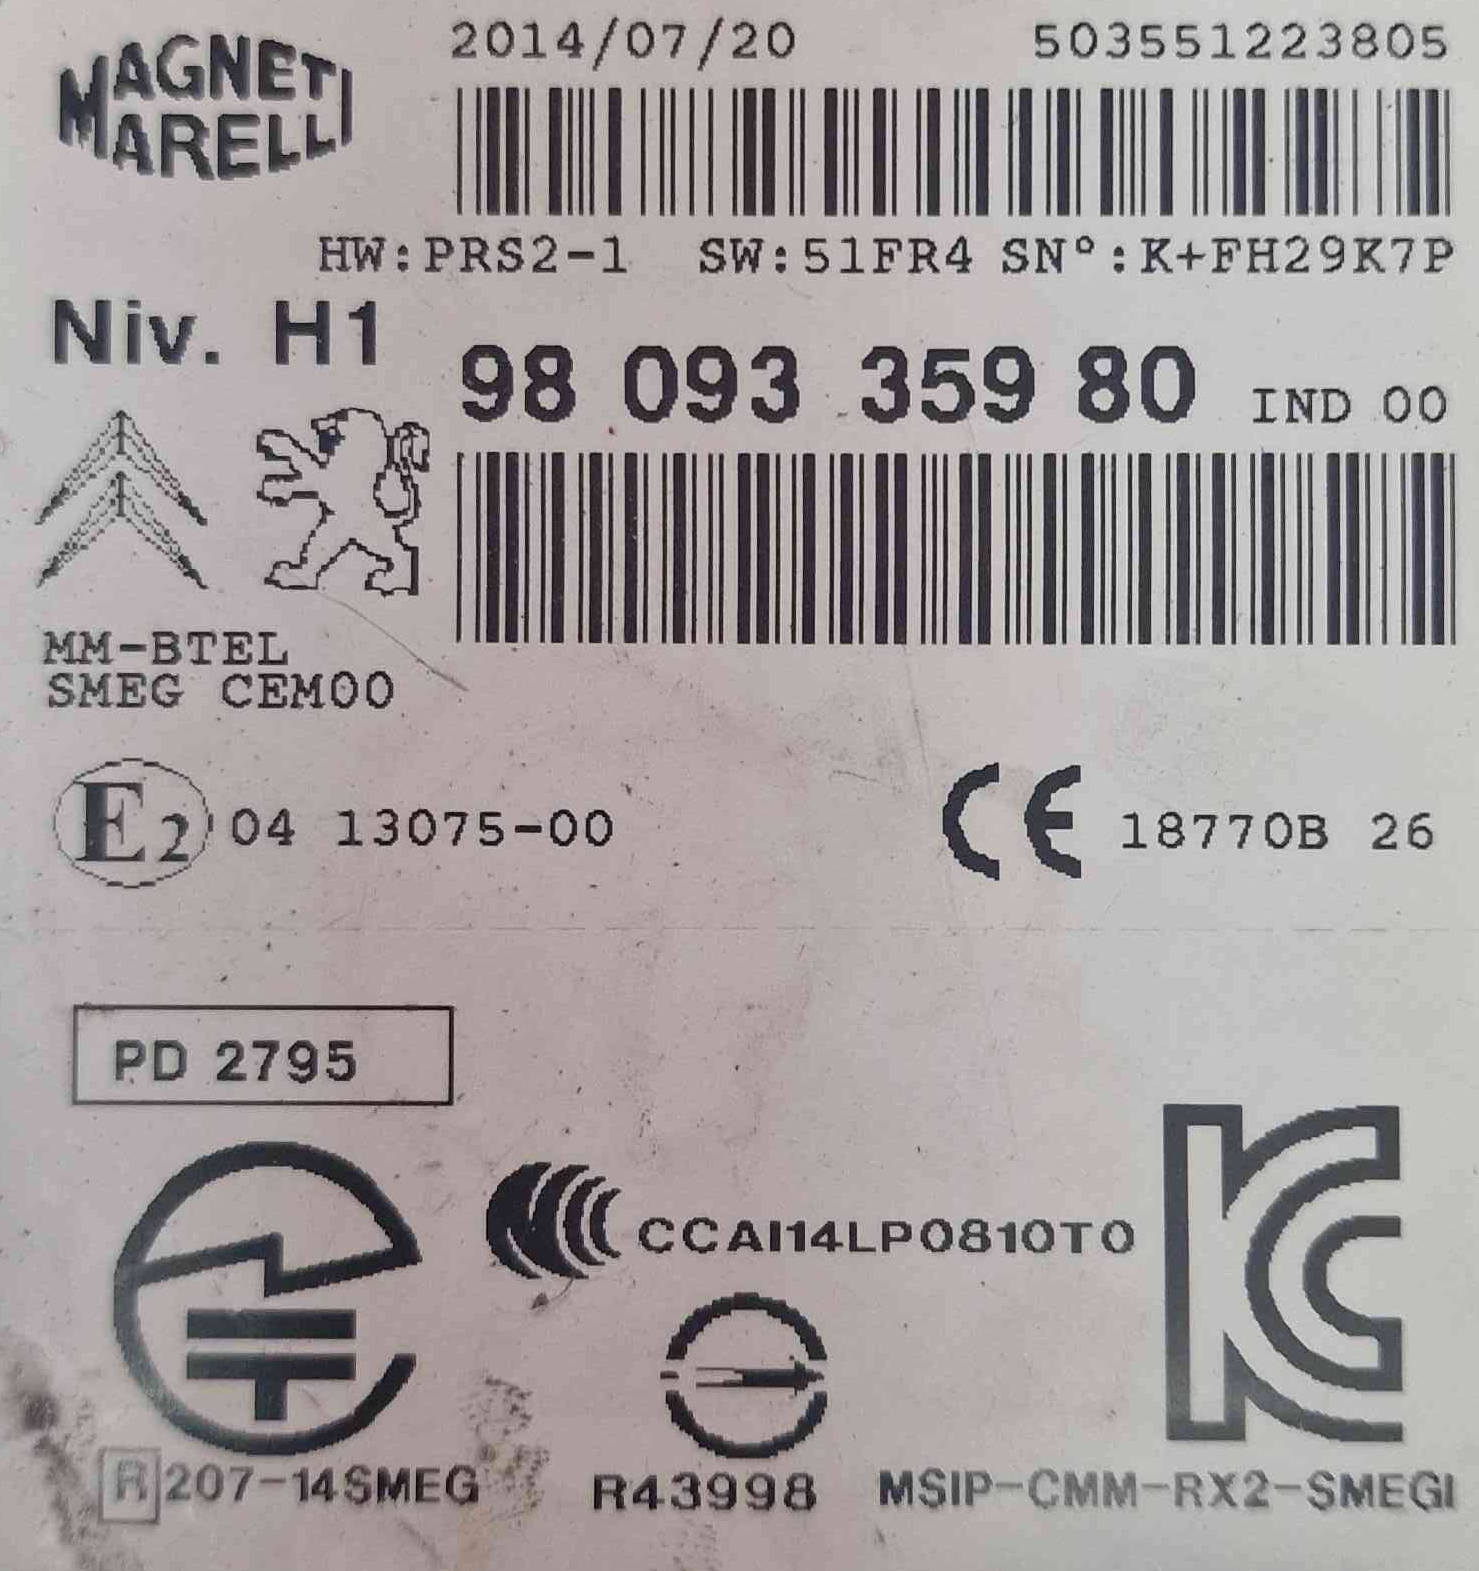 MAGNETI
MARELLI
2014/07/20 503551223805
HW:PRS2-1 SW:51FR4 SN°:K+FH29K7P
Niv. H1
98 093 359 80 IND 00
MM-BTEL
SMEG CEM00
E2 04 13075-00
CE 18770B 26
PD 2795
CCAI14LP0810T0
KC
R 207-14SMEG
R43998
MSIP-CMM-RX2-SMEGI